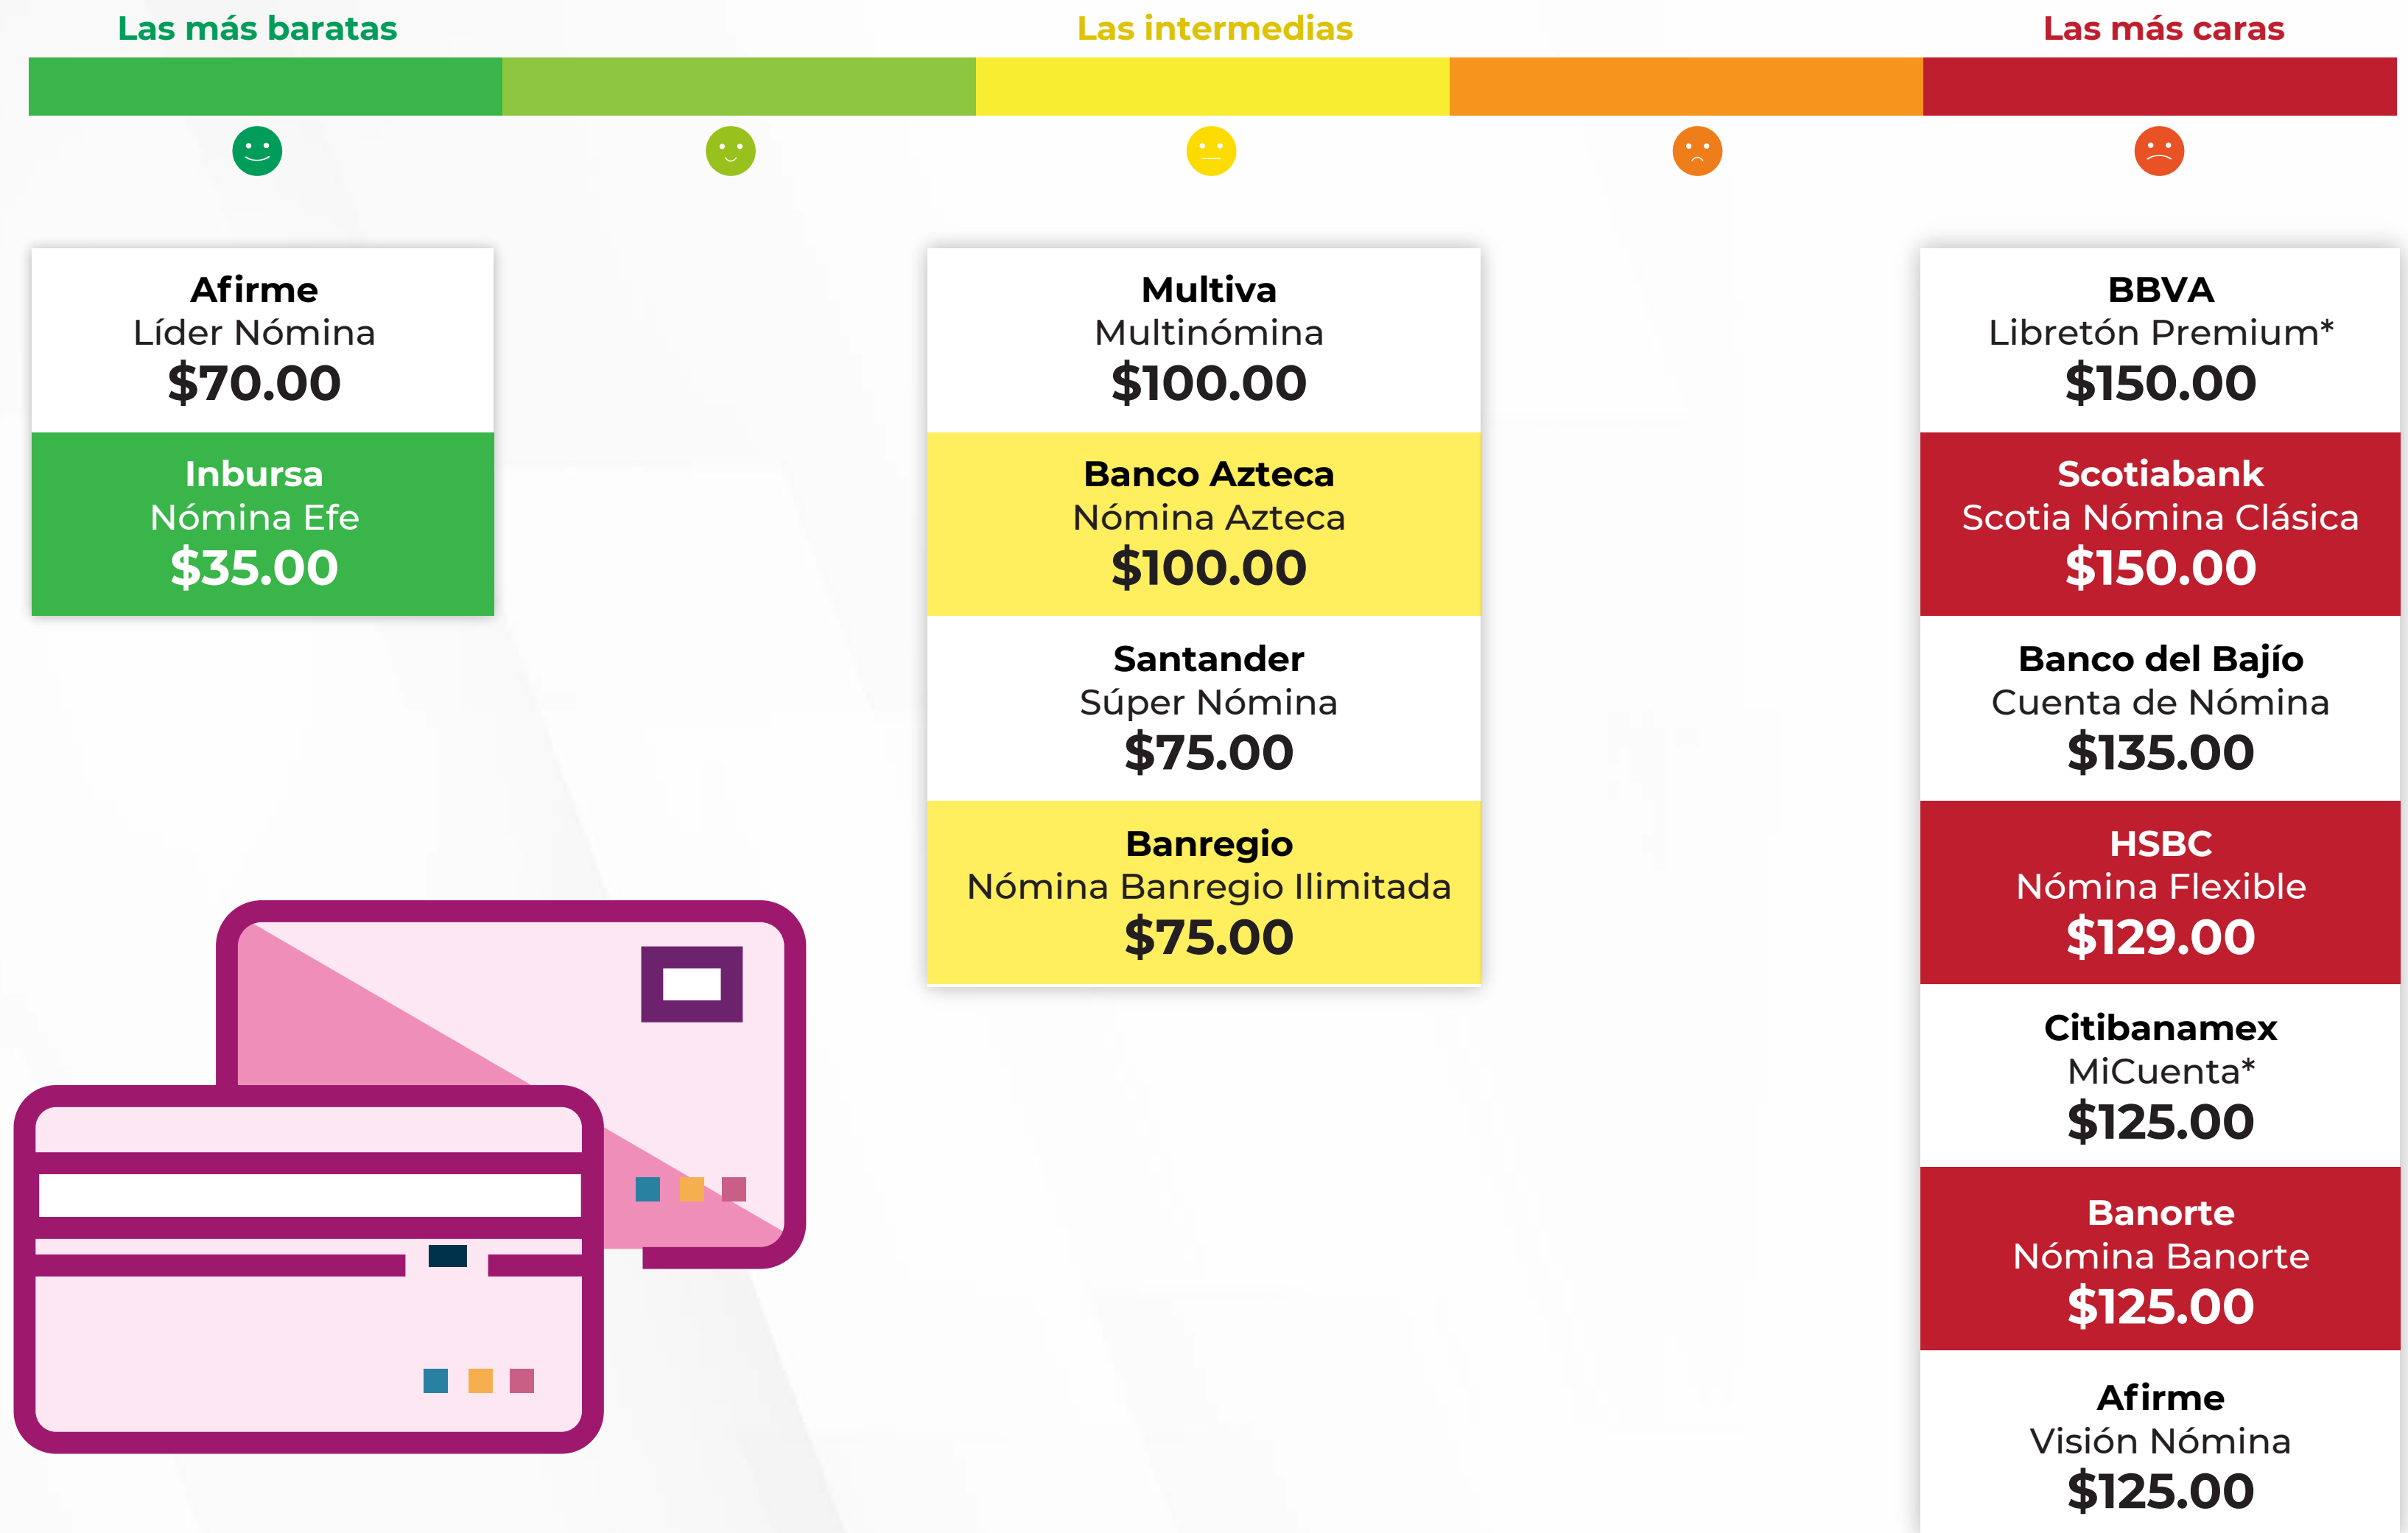 Las más baratas
Las intermedias
Las más caras
Afirme
Líder Nómina
$70.00
Inbursa
Nómina Efe
$35.00
Multiva
Multinómina
$100.00
Banco Azteca
Nómina Azteca
$100.00
Santander
Súper Nómina
$75.00
Banregio
Nómina Banregio Ilimitada
$75.00
BBVA
Libretón Premium*
$150.00
Scotiabank
Scotia Nómina Clásica
$150.00
Banco del Bajío
Cuenta de Nómina
$135.00
HSBC
Nómina Flexible
$129.00
Citibanamex
MiCuenta*
$125.00
Banorte
Nómina Banorte
$125.00
Afirme
Visión Nómina
$125.00